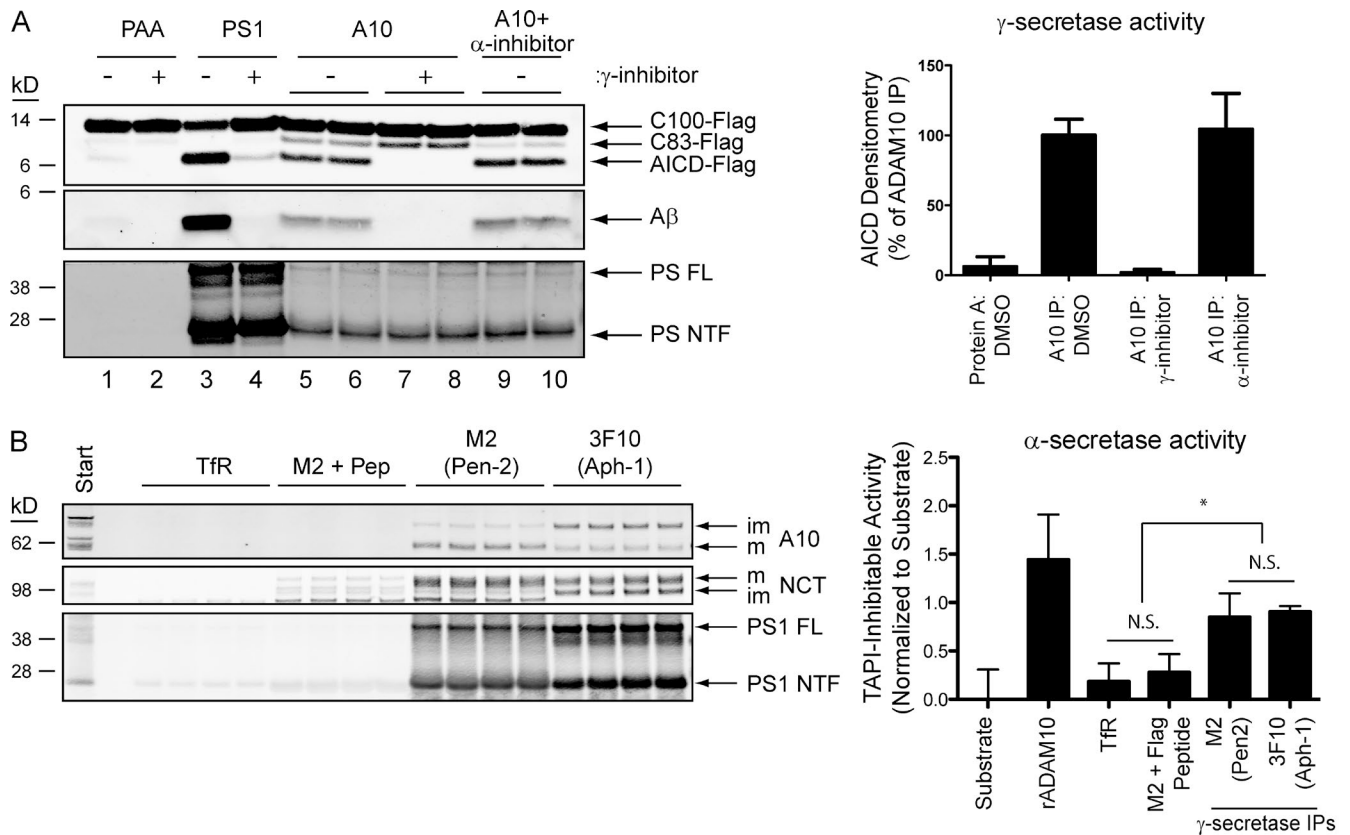 A
PAA PS1 A10 A10+
α-inhibitor
- + - + - + - :γ-inhibitor
kD
14
6
C100-Flag
C83-Flag
AICD-Flag
6
Aβ
38
28
PS FL
PS NTF
1 2 3 4 5 6 7 8 9 10
γ-secretase activity
AICD Densitometry
(% of ADAM10 IP)
150
100
50
0
Protein A:
DMSO
A10 IP:
DMSO
A10 IP:
γ-inhibitor
A10 IP:
α-inhibitor
B
Start
TfR
M2 + Pep
M2
(Pen-2)
3F10
(Aph-1)
kD
62
im
m
A10
98
m
im
NCT
38
28
PS1 FL
PS1 NTF
α-secretase activity
TAPI-Inhibitable Activity
(Normalized to Substrate)
2.5
2.0
1.5
1.0
0.5
0.0
*
N.S.
N.S.
Substrate
rADAM10
TfR
M2 + Flag
Peptide
M2
(Pen2)
3F10
(Aph-1)
γ-secretase IPs